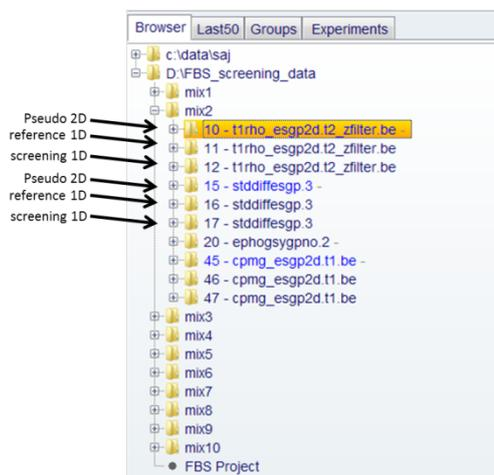 Browser Last50 Groups Experiments
c:\data\saj
D:\FBS_screening_data
mix1
mix2
Pseudo 2D
10 - t1rho_esgp2d.t2_zfilter.be -
reference 1D
11 - t1rho_esgp2d.t2_zfilter.be
screening 1D
12 - t1rho_esgp2d.t2_zfilter.be
Pseudo 2D
15 - stddiffesgp.3 -
reference 1D
16 - stddiffesgp.3
screening 1D
17 - stddiffesgp.3
20 - ephogsygpno.2 -
45 - cpmg_esgp2d.t1.be -
46 - cpmg_esgp2d.t1.be
47 - cpmg_esgp2d.t1.be
mix3
mix4
mix5
mix6
mix7
mix8
mix9
mix10
FBS Project